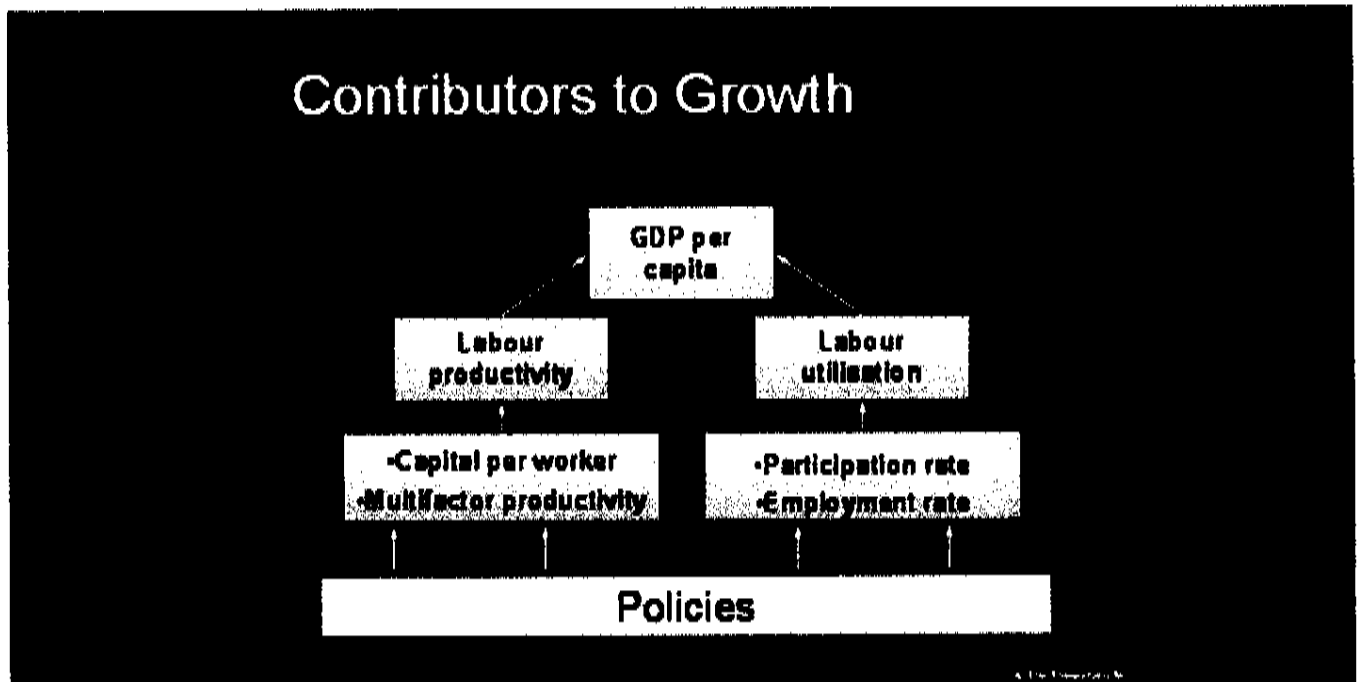 Contributors to Growth
GDP per
capita
Labour
productivity
Labour
utilisation
•Capital per worker
•Multifactor productivity
•Participation rate
•Employment rate
Policies